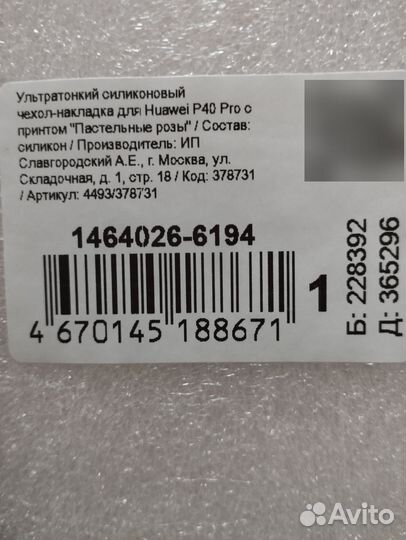 Ультратонкий силиконовый
чехол-накладка для Huawei P40 Pro с
принтом "Пастельные розы" / Состав:
силикон / Производитель: ИП
Славгородский А.Е., г. Москва, ул.
Складочная, д. 1, стр. 18 / Код: 378731
/ Артикул: 4493/378731
1464026-6194
4 670145 188671
1
Б: 228392
Д: 365296
Avito